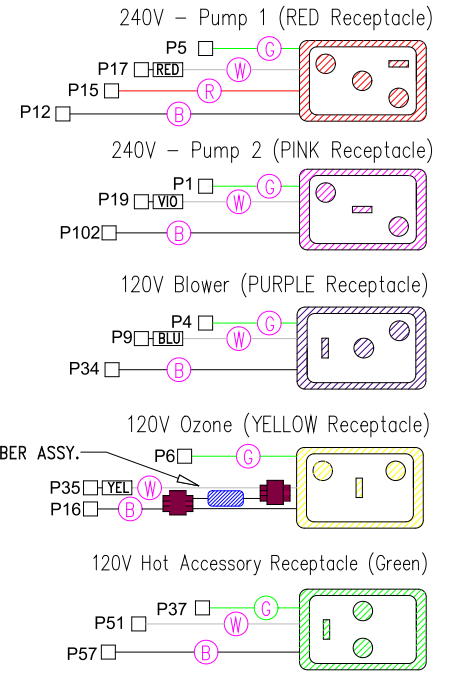 240V - Pump 1 (RED Receptacle)
P5 G
P17 RED W
P15 R
P12 B
240V - Pump 2 (PINK Receptacle)
P1 G
P19 VIO W
P102 B
120V Blower (PURPLE Receptacle)
P4 G
P9 BLU W
P34 B
120V Ozone (YELLOW Receptacle)
BER ASSY.
P6 G
P35 YEL W
P16 B
120V Hot Accessory Receptacle (Green)
P37 G
P51 W
P57 B